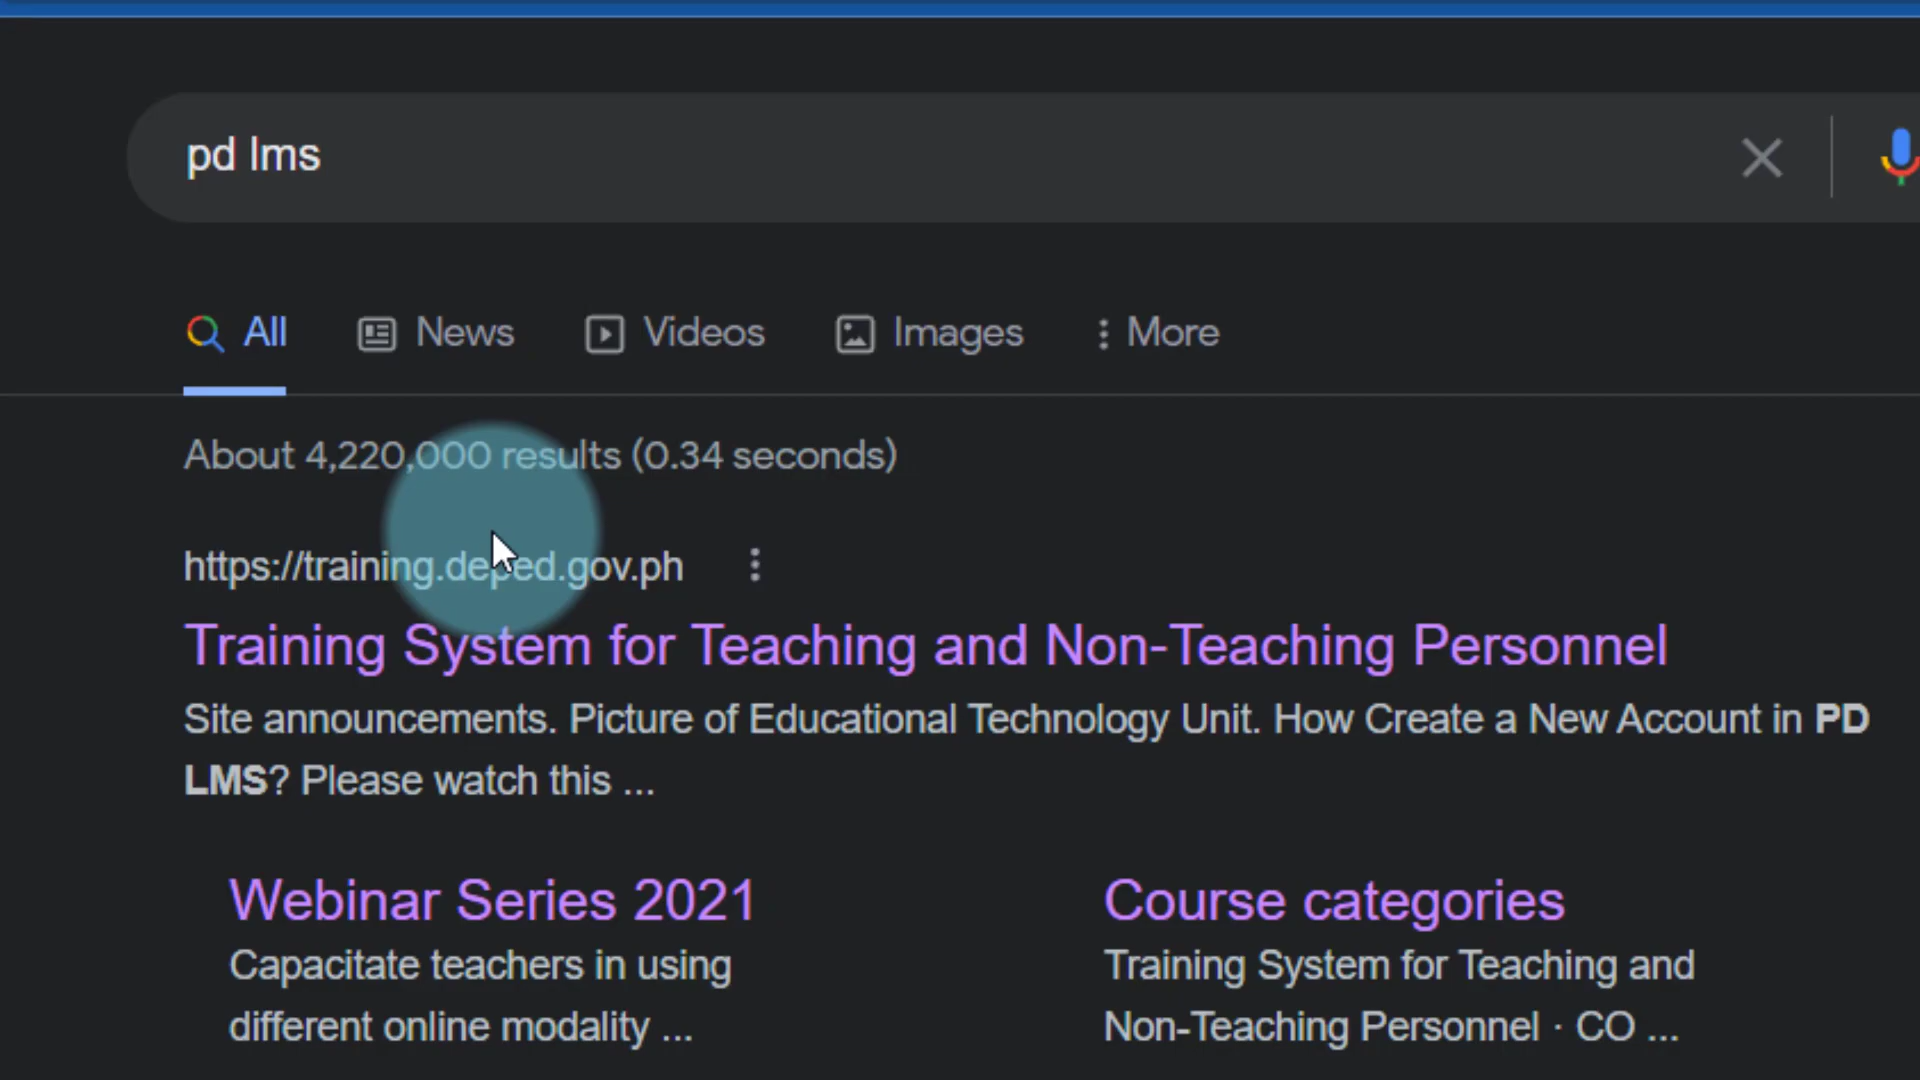 pd lms
All News Videos Images More
About 4,220,000 results (0.34 seconds)
https://training.deped.gov.ph
Training System for Teaching and Non-Teaching Personnel
Site announcements. Picture of Educational Technology Unit. How Create a New Account in PD
LMS? Please watch this ...
Webinar Series 2021
Capacitate teachers in using
different online modality ...
Course categories
Training System for Teaching and
Non-Teaching Personnel · CO ...